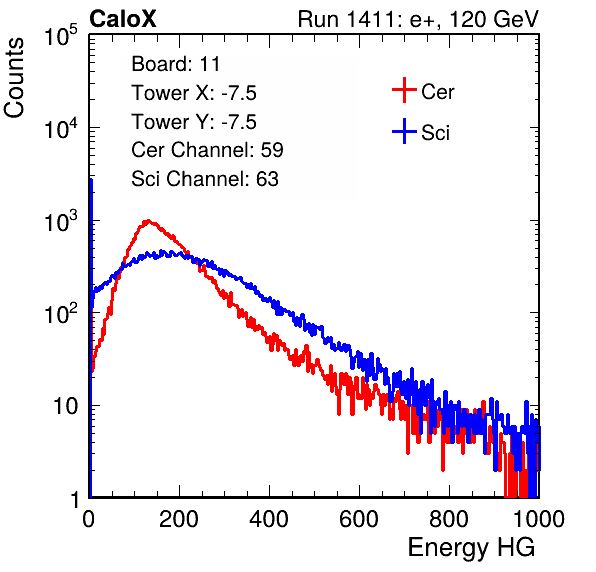 CaloX
Run 1411: e+, 120 GeV
Board: 11
Tower X: -7.5
Tower Y: -7.5
Cer Channel: 59
Sci Channel: 63
Cer
Sci
Counts
10^5
10^4
10^3
10^2
10
1
0 200 400 600 800 1000
Energy HG